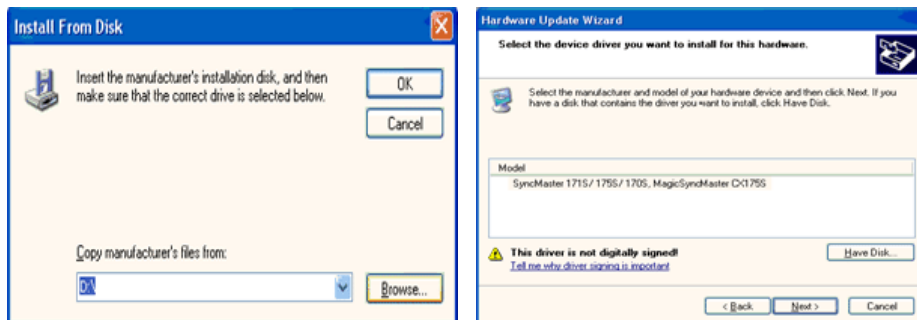 Install From Disk
Insert the manufacturer's installation disk, and then
make sure that the correct drive is selected below.
OK
Cancel
Copy manufacturer's files from:
D:\
Browse...
Hardware Update Wizard
Select the device driver you want to install for this hardware.
Select the manufacturer and model of your hardware device and then click Next. If you
have a disk that contains the driver you want to install, click Have Disk.
Model
SyncMaster 171S/ 175S/ 170S, MagicSyncMaster CX175S
This driver is not digitally signed!
Tell me why driver signing is important
Have Disk...
< Back
Next >
Cancel